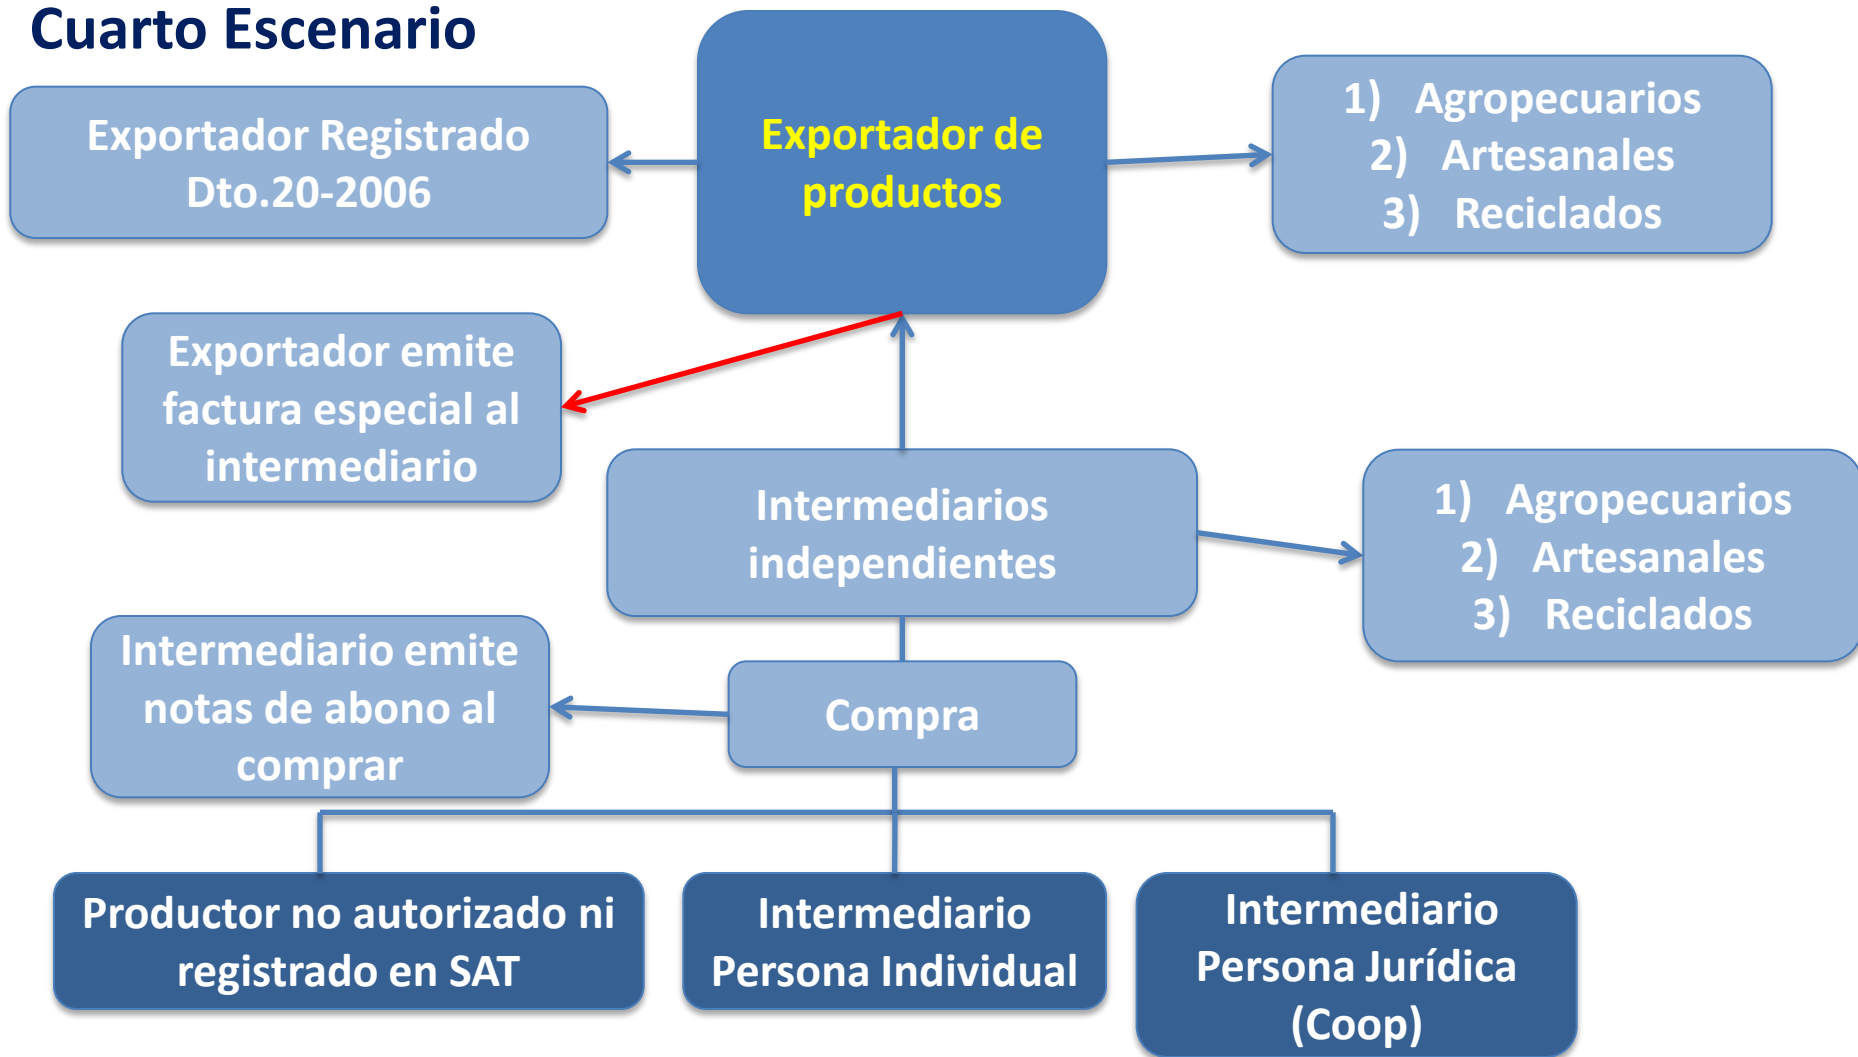 Cuarto Escenario
Exportador Registrado
Dto.20-2006
Exportador de
productos
1) Agropecuarios
2) Artesanales
3) Reciclados
Exportador emite
factura especial al
intermediario
Intermediarios
independientes
1) Agropecuarios
2) Artesanales
3) Reciclados
Intermediario emite
notas de abono al
comprar
Compra
Productor no autorizado ni
registrado en SAT
Intermediario
Persona Individual
Intermediario
Persona Jurídica
(Coop)